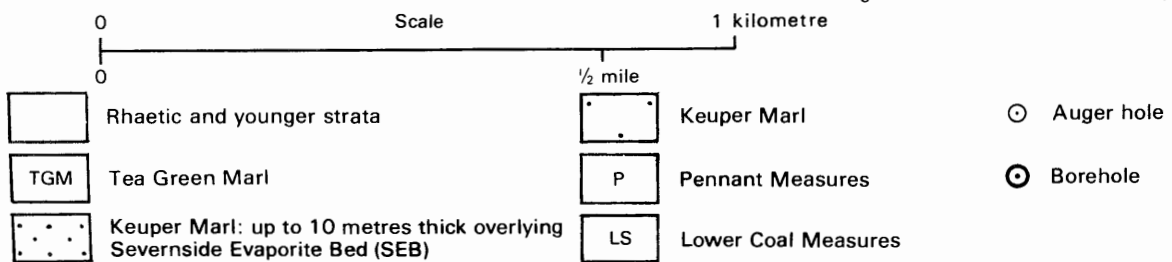 0 Scale 1 kilometre
0 ½ mile
Rhaetic and younger strata
TGM Tea Green Marl
Keuper Marl: up to 10 metres thick overlying
Severnside Evaporite Bed (SEB)
Keuper Marl
P Pennant Measures
LS Lower Coal Measures
Auger hole
Borehole